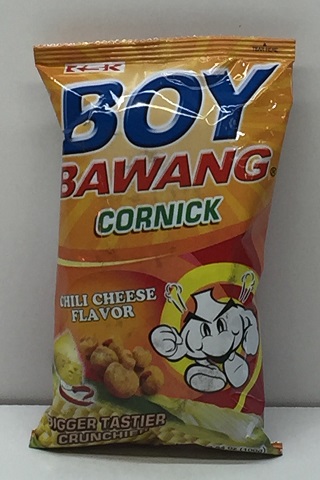 KSK
BOY
BAWANG®
CORNICK
CHILI CHEESE
FLAVOR
BIGGER TASTIER
CRUNCHIER